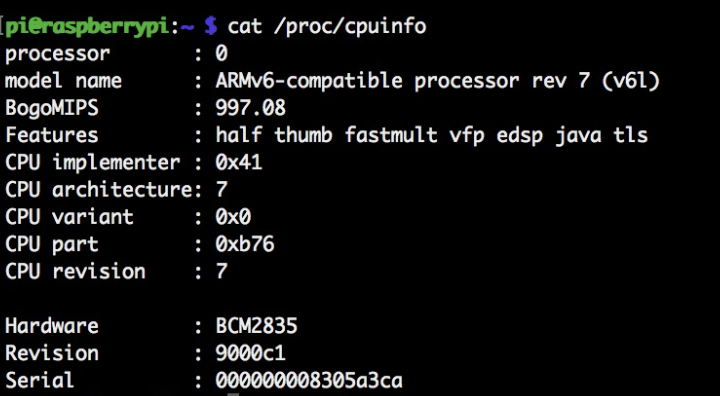 pi@raspberrypi:~ $ cat /proc/cpuinfo
processor : 0
model name : ARMv6-compatible processor rev 7 (v6l)
BogoMIPS : 997.08
Features : half thumb fastmult vfp edsp java tls
CPU implementer : 0x41
CPU architecture: 7
CPU variant : 0x0
CPU part : 0xb76
CPU revision : 7
Hardware : BCM2835
Revision : 9000c1
Serial : 000000008305a3ca